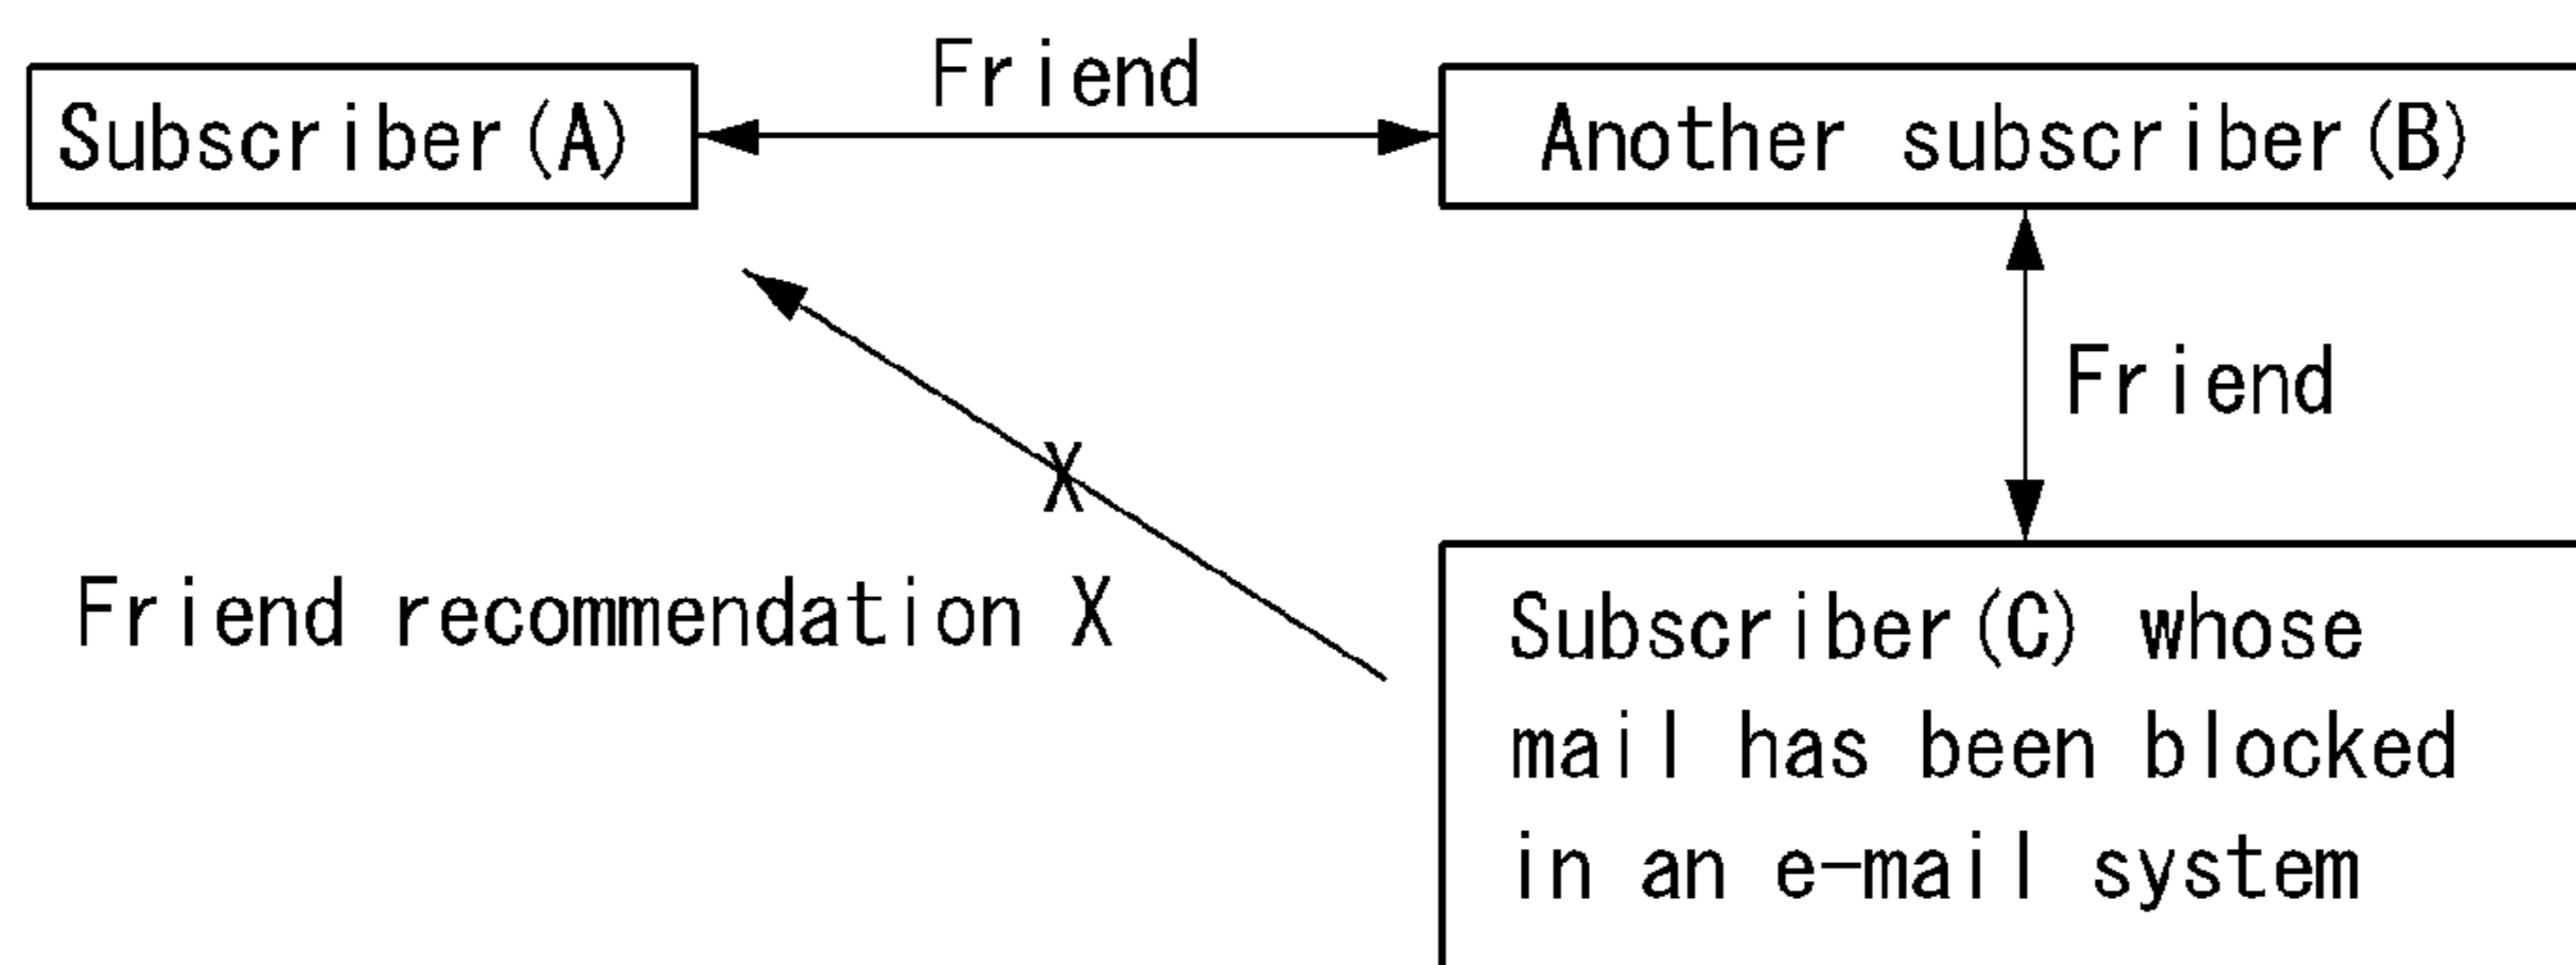 Friend
Subscriber(A)
Another subscriber(B)
Friend
X
Friend recommendation X
Subscriber(C) whose
mail has been blocked
in an e-mail system